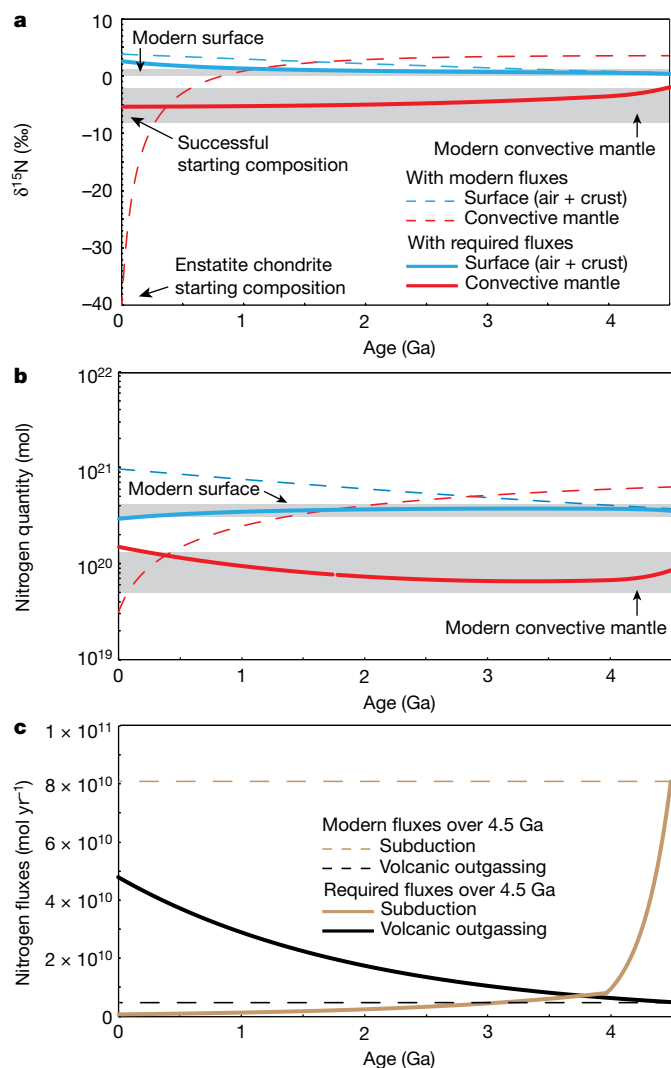 a
10
0
–10
–20
–30
–40
δ15N (‰)
Modern surface
Successful
starting composition
Enstatite chondrite
starting composition
Modern convective mantle
With modern fluxes
Surface (air + crust)
Convective mantle
With required fluxes
Surface (air + crust)
Convective mantle
0 1 2 3 4
Age (Ga)
b
10²²
10²¹
10²⁰
10¹⁹
Nitrogen quantity (mol)
Modern surface
Modern convective mantle
0 1 2 3 4
Age (Ga)
c
1 × 10¹¹
8 × 10¹⁰
6 × 10¹⁰
4 × 10¹⁰
2 × 10¹⁰
0
Nitrogen fluxes (mol yr⁻¹)
Modern fluxes over 4.5 Ga
Subduction
Volcanic outgassing
Required fluxes over 4.5 Ga
Subduction
Volcanic outgassing
0 1 2 3 4
Age (Ga)